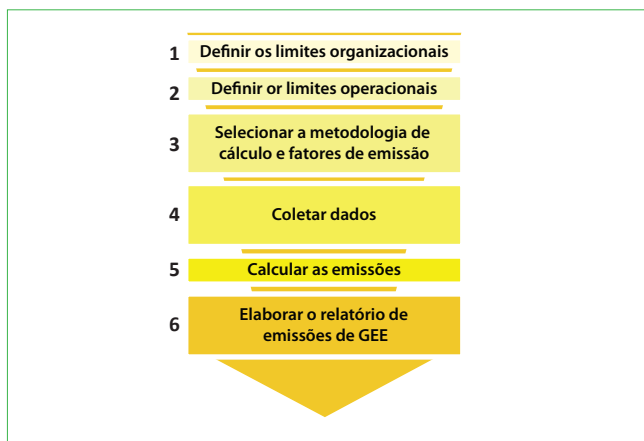 1 Definir os limites organizacionais
2 Definir or limites operacionais
3 Selecionar a metodologia de
cálculo e fatores de emissão
4 Coletar dados
5 Calcular as emissões
6 Elaborar o relatório de
emissões de GEE